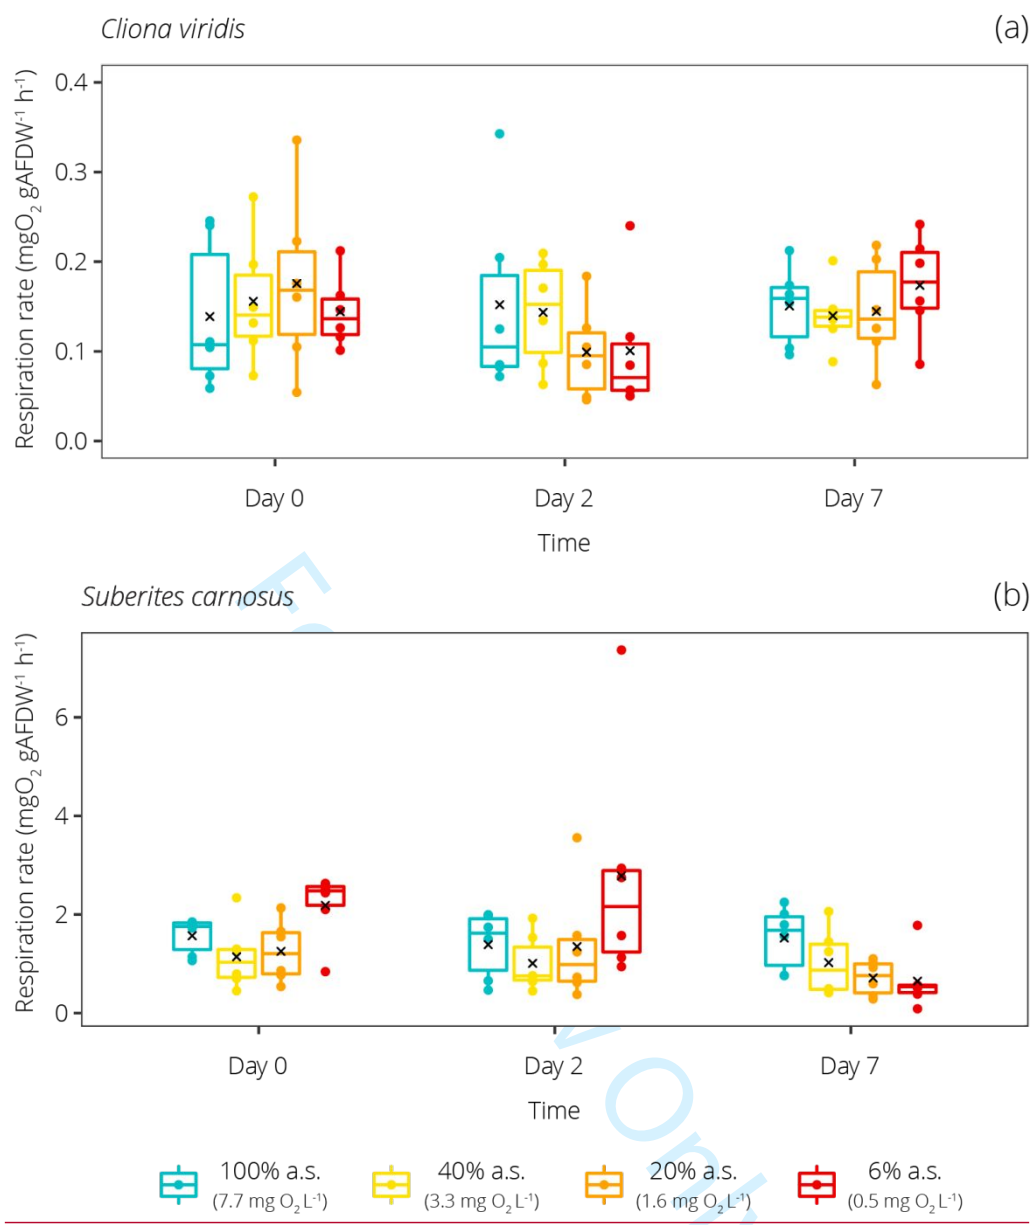 Cliona viridis
(a)
Respiration rate (mgO₂ gAFDW⁻¹ h⁻¹)
0.4
0.3
0.2
0.1
0.0
Day 0 Day 2 Day 7
Time
Suberites carnosus
(b)
Respiration rate (mgO₂ gAFDW⁻¹ h⁻¹)
6
4
2
0
Day 0 Day 2 Day 7
Time
100% a.s. 40% a.s. 20% a.s. 6% a.s.
(7.7 mg O₂ L⁻¹) (3.3 mg O₂ L⁻¹) (1.6 mg O₂ L⁻¹) (0.5 mg O₂ L⁻¹)